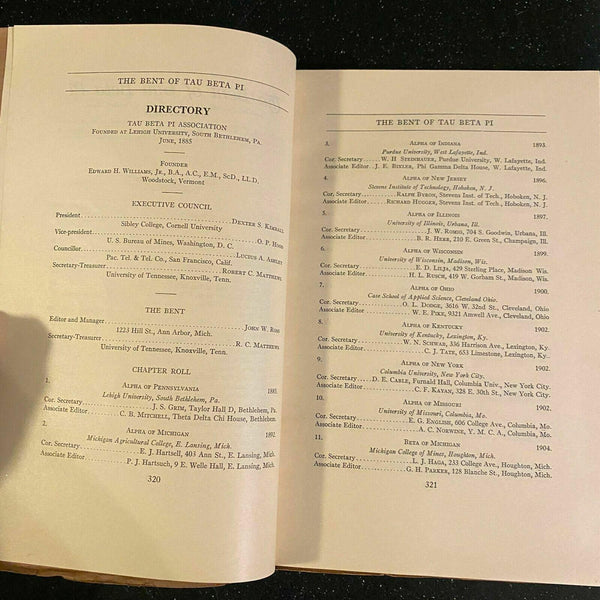 THE BENT OF TAU BETA PI
DIRECTORY
TAU BETA PI ASSOCIATION
FOUNDED AT LEHIGH UNIVERSITY, SOUTH BETHLEHEM, PA.
JUNE, 1885
FOUNDER
EDWARD H. WILLIAMS, JR., B.A., A.C., E.M., SC.D., LL.D.
Woodstock, Vermont
EXECUTIVE COUNCIL
President DEXTER S. KIMBALL
Sibley College, Cornell University
Vice-president O. P. HOOD
U. S. Bureau of Mines, Washington, D. C.
Councillor LUCIUS A. ASHLEY
Pac. Tel. & Tel. Co., San Francisco, Calif.
Secretary-Treasurer ROBERT C. MATTHEWS
University of Tennessee, Knoxville, Tenn.
THE BENT
Editor and Manager JOHN W. ROSS
1223 Hill St., Ann Arbor, Mich.
Secretary-Treasurer R. C. MATTHEWS
University of Tennessee, Knoxville, Tenn.
CHAPTER ROLL
1. ALPHA OF PENNSYLVANIA 1885.
Lehigh University, South Bethlehem, Pa.
Cor. Secretary J. S. GRIM, Taylor Hall D, Bethlehem, Pa.
Associate Editor C. B. MITCHELL, Theta Delta Chi House, Bethlehem.
2. ALPHA OF MICHIGAN 1892.
Michigan Agricultural College, E. Lansing, Mich.
Cor. Secretary E. J. HARTSELL, 403 Ann St., E. Lansing, Mich.
Associate Editor P. J. HARTSUCH, 9 E. Welle Hall, E. Lansing, Mich.
320
THE BENT OF TAU BETA PI
3. ALPHA OF INDIANA 1893.
Purdue University, West Lafayette, Ind.
Cor. Secretary W. H. STEINHAUER, Purdue University, W. Lafayette, Ind.
Associate Editor J. E. BIXLER, Phi Gamma Delta House, W. Lafayette, Ind.
4. ALPHA OF NEW JERSEY 1896.
Stevens Institute of Technology, Hoboken, N. J.
Cor. Secretary RALPH BYRON, Stevens Inst. of Tech., Hoboken, N. J.
Associate Editor RICHARD HOGGER, Stevens Inst. of Tech., Hoboken, N. J.
5. ALPHA OF ILLINOIS 1897.
University of Illinois, Urbana, Ill.
Cor. Secretary J. W. ROMIG, 704 S. Goodwin, Urbana, Ill.
Associate Editor B. R. HERR, 210 E. Green St., Champaign, Ill.
6. ALPHA OF WISCONSIN 1899.
University of Wisconsin, Madison, Wis.
Cor. Secretary E. D. LILJA, 429 Sterling Place, Madison Wis.
Associate Editor H. L. RUSCH, 419 W. Gorham St., Madison, Wis.
7. ALPHA OF OHIO 1900.
Case School of Applied Science, Cleveland Ohio.
Cor. Secretary O. L. DODGE, 3616 W. 32nd St., Cleveland, Ohio
Associate Editor W. E. PIKE, 9321 Amwell Ave., Cleveland, Ohio
8. ALPHA OF KENTUCKY 1902.
University of Kentucky, Lexington, Ky.
Cor. Secretary W. N. SCHWAB, 336 Harrison Ave., Lexington, Ky.
Associate Editor C. J. TATE, 653 Limestone, Lexington, Ky.
9. ALPHA OF NEW YORK 1902.
Columbia University, New York City.
Cor. Secretary D. E. CABLE, Furnald Hall, Columbia Univ., New York City.
Associate Editor C. F. KAYAN, 328 E. 30th St., New York City.
10. ALPHA OF MISSOURI 1902.
University of Missouri, Columbia, Mo.
Cor. Secretary E. G. ENGLISH, 606 College Ave., Columbia, Mo.
Associate Editor A. C. NORWINE, Y. M. C. A., Columbia, Mo.
11. BETA OF MICHIGAN 1904.
Michigan College of Mines, Houghton, Mich.
Cor. Secretary L. J. HAGA, 233 College Ave., Houghton, Mich.
Associate Editor G. H. PARKER, 128 Blanche St., Houghton, Mich.
321